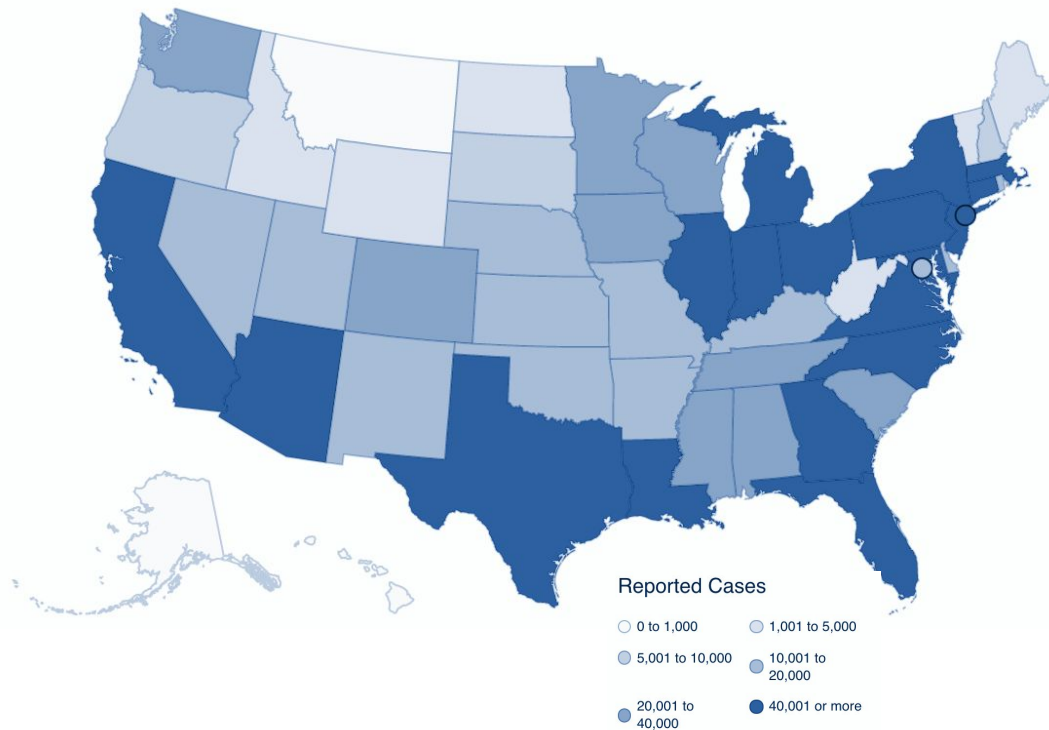 Reported Cases
0 to 1,000
1,001 to 5,000
5,001 to 10,000
10,001 to
20,000
20,001 to
40,000
40,001 or more